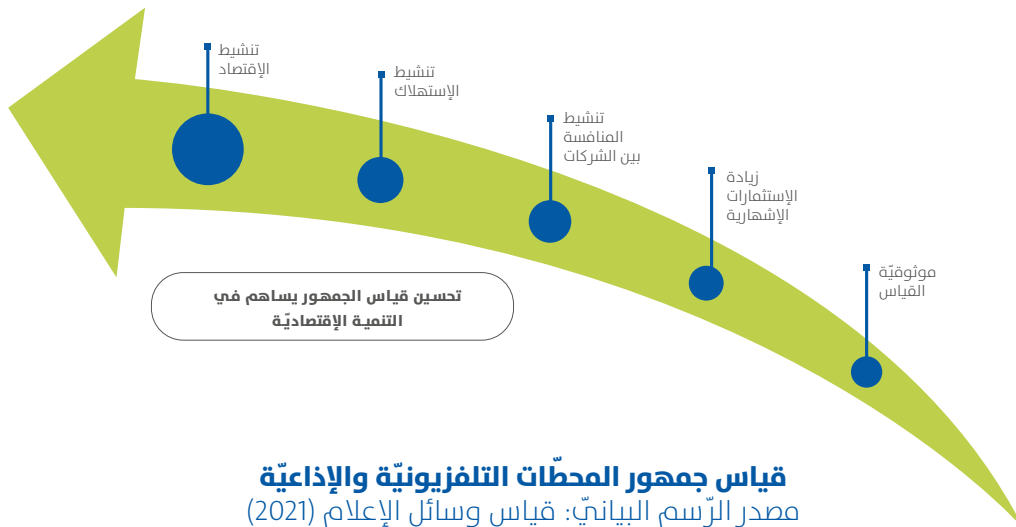 موثوقيّة
القياس
زيادة
الإستثمارات
الإشهارية
تنشيط
المنافسة
بين الشركات
تنشيط
الإستهلاك
تنشيط
الإقتصاد
تحسين قياس الجمهور يساهم في
التنمية الإقتصاديّة
قياس جمهور المحطّات التلفزيونيّة والإذاعيّة
مصدر الرّسم البيانيّ: قياس وسائل الإعلام (2021)